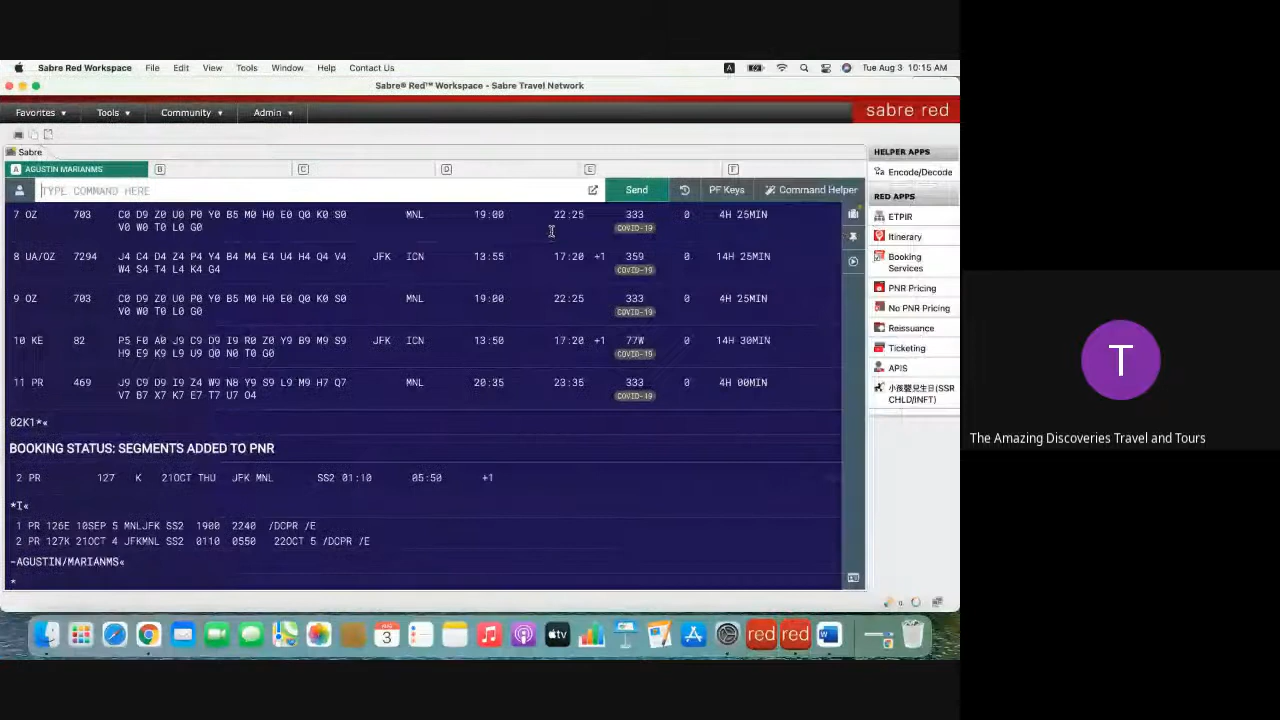 Sabre Red Workspace File Edit View Tools Window Help Contact Us A Tue Aug 3 10:15 AM
Sabre® Red™ Workspace - Sabre Travel Network
Favorites Tools Community Admin sabre red
Sabre
A AGUSTIN MARIANMS B C D E F
TYPE COMMAND HERE Send PF Keys Command Helper
7 OZ 703 C0 D9 Z0 U0 P0 Y0 B5 M0 H0 E0 Q0 K0 S0 MNL 19:00 22:25 333 0 4H 25MIN
V0 W0 T0 L0 G0 COVID-19
8 UA/OZ 7294 J4 C4 D4 Z4 P4 Y4 B4 M4 E4 U4 H4 Q4 V4 JFK ICN 13:55 17:20 +1 359 0 14H 25MIN
W4 S4 T4 L4 K4 G4 COVID-19
9 OZ 703 C0 D9 Z0 U0 P0 Y0 B5 M0 H0 E0 Q0 K0 S0 MNL 19:00 22:25 333 0 4H 25MIN
V0 W0 T0 L0 G0 COVID-19
10 KE 82 P5 F0 A0 J9 C9 D9 I9 R0 Z0 Y9 B9 M9 S9 JFK ICN 13:50 17:20 +1 77W 0 14H 30MIN
H9 E9 K9 L9 U9 Q0 N0 T0 G0 COVID-19
11 PR 469 J9 C9 D9 I9 Z4 W9 N8 Y9 S9 L9 M9 H7 Q7 MNL 20:35 23:35 333 0 4H 00MIN
V7 B7 X7 K7 E7 T7 U7 O4 COVID-19
02K1*«
BOOKING STATUS: SEGMENTS ADDED TO PNR
2 PR 127 K 21OCT THU JFK MNL SS2 01:10 05:50 +1
*I«
1 PR 126E 10SEP 5 MNLJFK SS2 1900 2240 /DCPR /E
2 PR 127K 21OCT 4 JFKMNL SS2 0110 0550 22OCT 5 /DCPR /E
-AGUSTIN/MARIANMS«
*
HELPER APPS
Encode/Decode
RED APPS
ETPIR
Itinerary
Booking
Services
PNR Pricing
No PNR Pricing
Reissuance
Ticketing
APIS
小孩嬰兒生日(SSR
CHLD/INFT)
T
The Amazing Discoveries Travel and Tours
AUG
3
tv
red red W